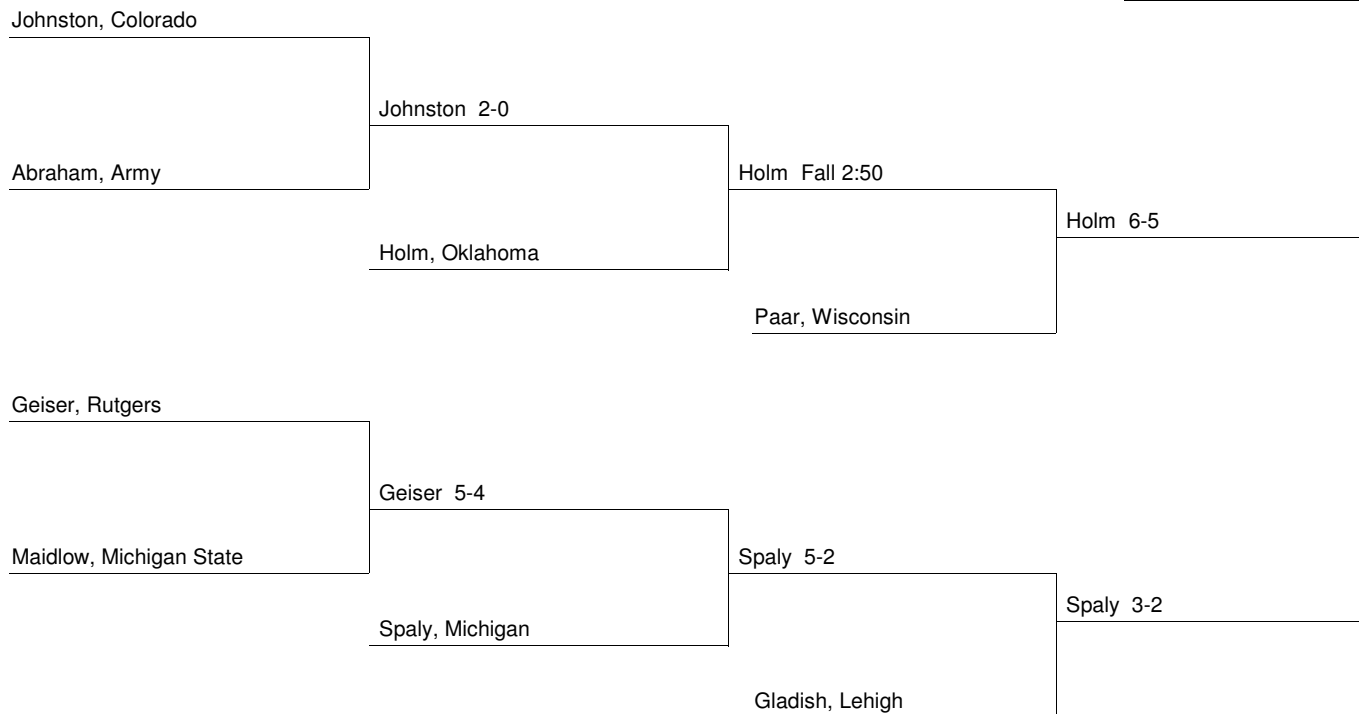 Johnston, Colorado
Johnston 2-0
Abraham, Army
Holm Fall 2:50
Holm 6-5
Holm, Oklahoma
Paar, Wisconsin
Geiser, Rutgers
Geiser 5-4
Maidlow, Michigan State
Spaly 5-2
Spaly 3-2
Spaly, Michigan
Gladish, Lehigh